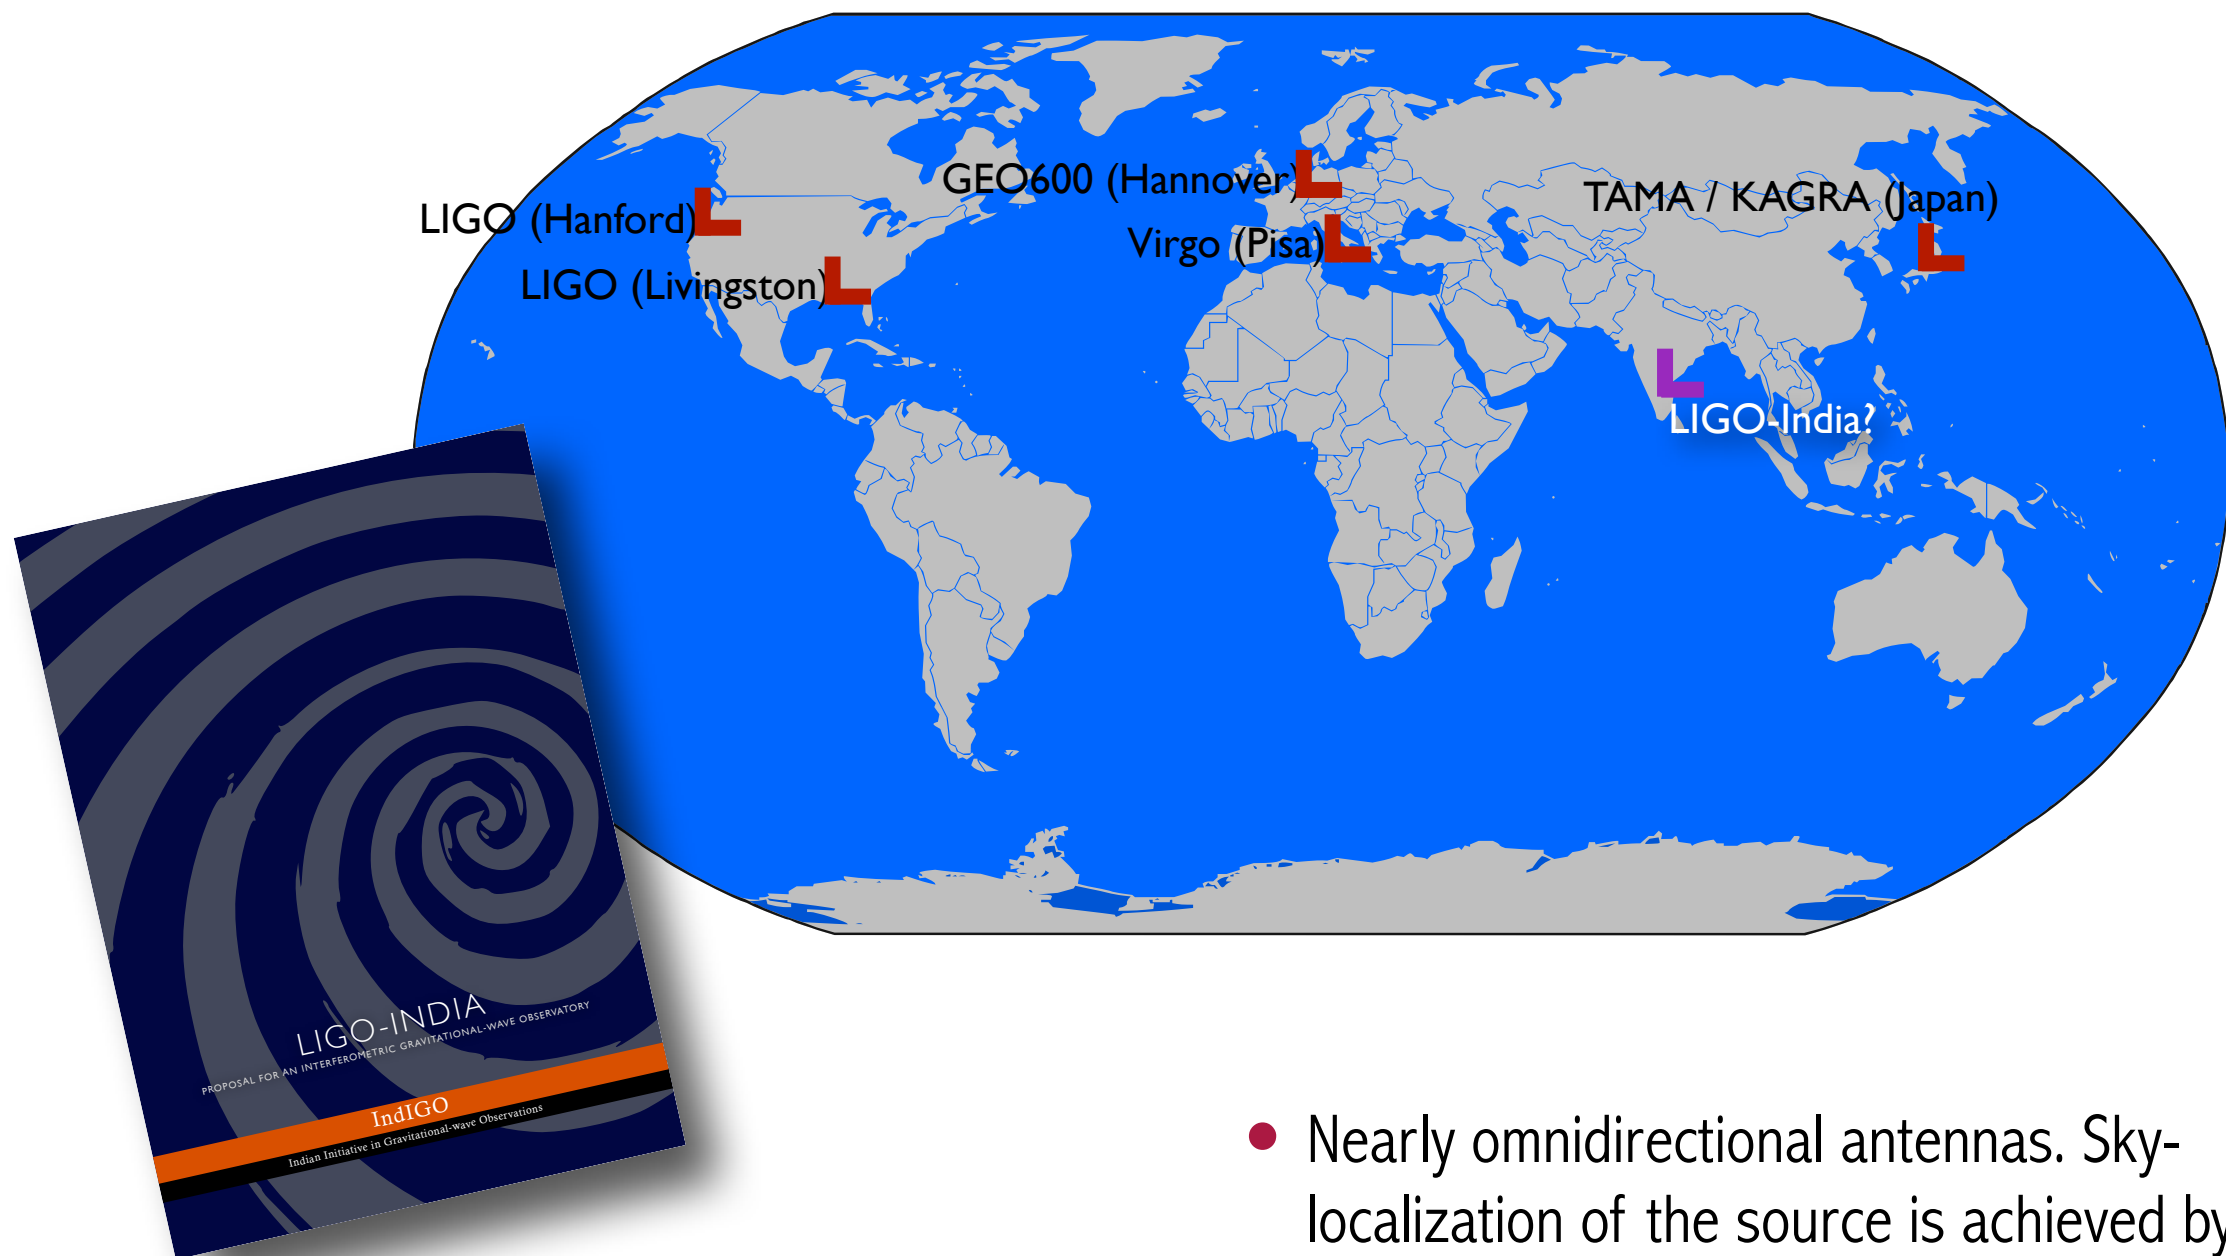 GEO600 (Hannover)
TAMA / KAGRA (Japan)
LIGO (Hanford)
Virgo (Pisa)
LIGO (Livingston)
LIGO-India?
LIGO-INDIA
PROPOSAL FOR AN INTERFEROMETRIC GRAVITATIONAL-WAVE OBSERVATORY
IndIGO
Indian Initiative in Gravitational-wave Observations
• Nearly omnidirectional antennas. Sky-
localization of the source is achieved by